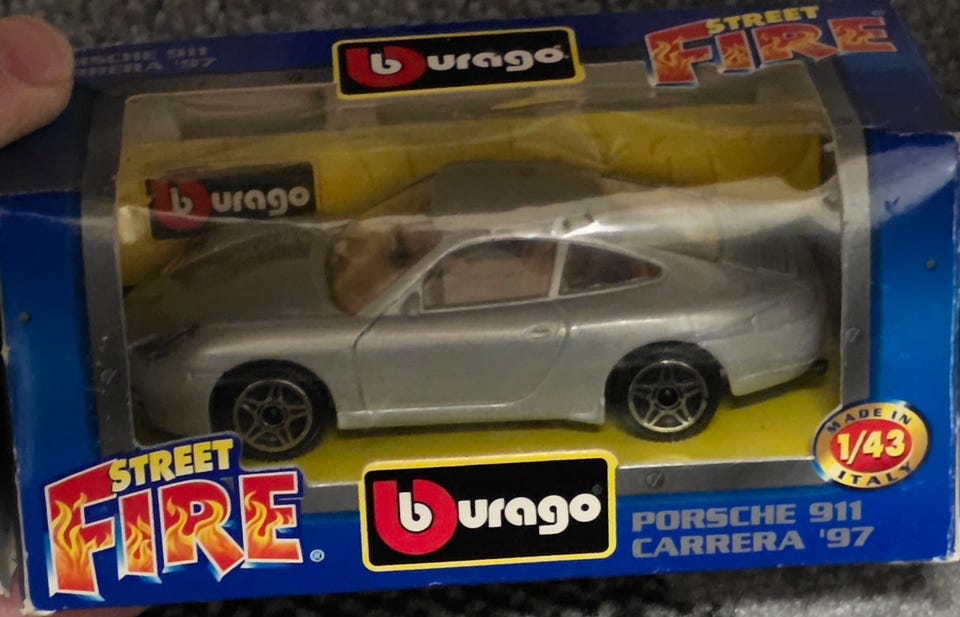 PORSCHE 911
CARRERA '97
burago
STREET
FIRE
burago
STREET
FIRE®
burago
MADE IN
1/43
ITALY
PORSCHE 911
CARRERA '97